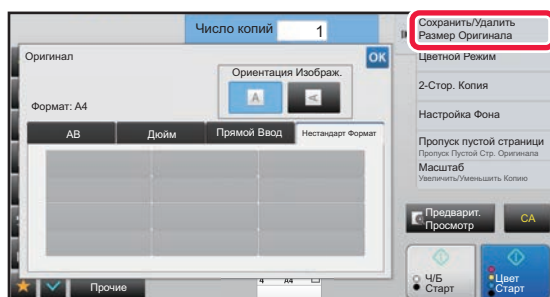 Число копий
1
Оригинал
OK
Ориентация Изображ.
A
A
Формат: A4
AB
Дюйм
Прямой Ввод
Нестандарт Формат
Сохранить/Удалить
Размер Оригинала
Цветной Режим
2-Стор. Копия
Настройка Фона
Пропуск пустой страници
Пропуск Пустой Стр. Оригинала
Масштаб
Увеличить/Уменьшить Копию
Предварит.
Просмотр
CA
Прочие
A4
Ч/Б
Старт
Цвет
Старт